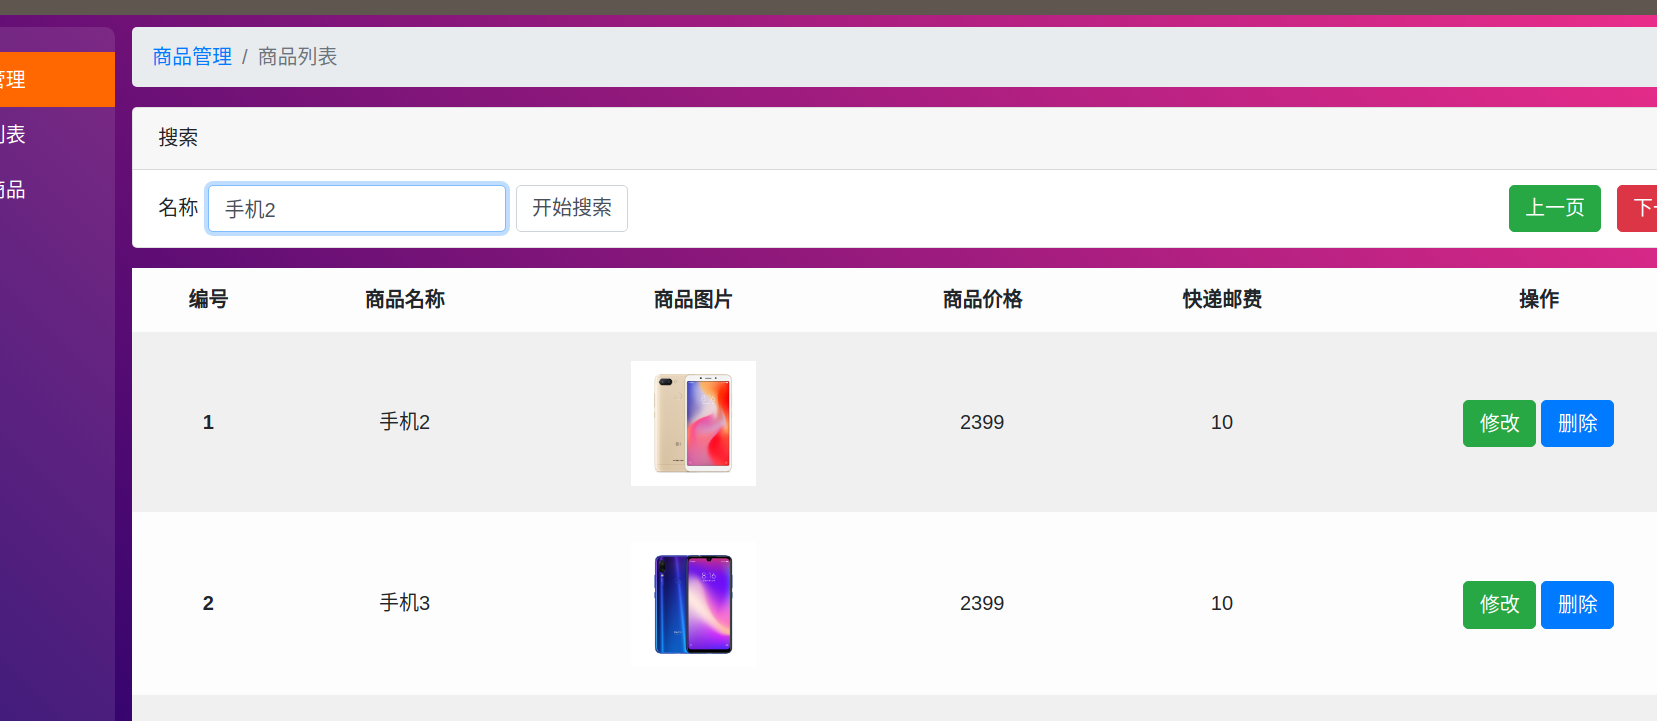 商品管理 / 商品列表
管理
列表
商品
搜索
名称 手机2 开始搜索 上一页 下一
编号 商品名称 商品图片 商品价格 快递邮费 操作
1 手机2 2399 10 修改 删除
2 手机3 2399 10 修改 删除
8:16